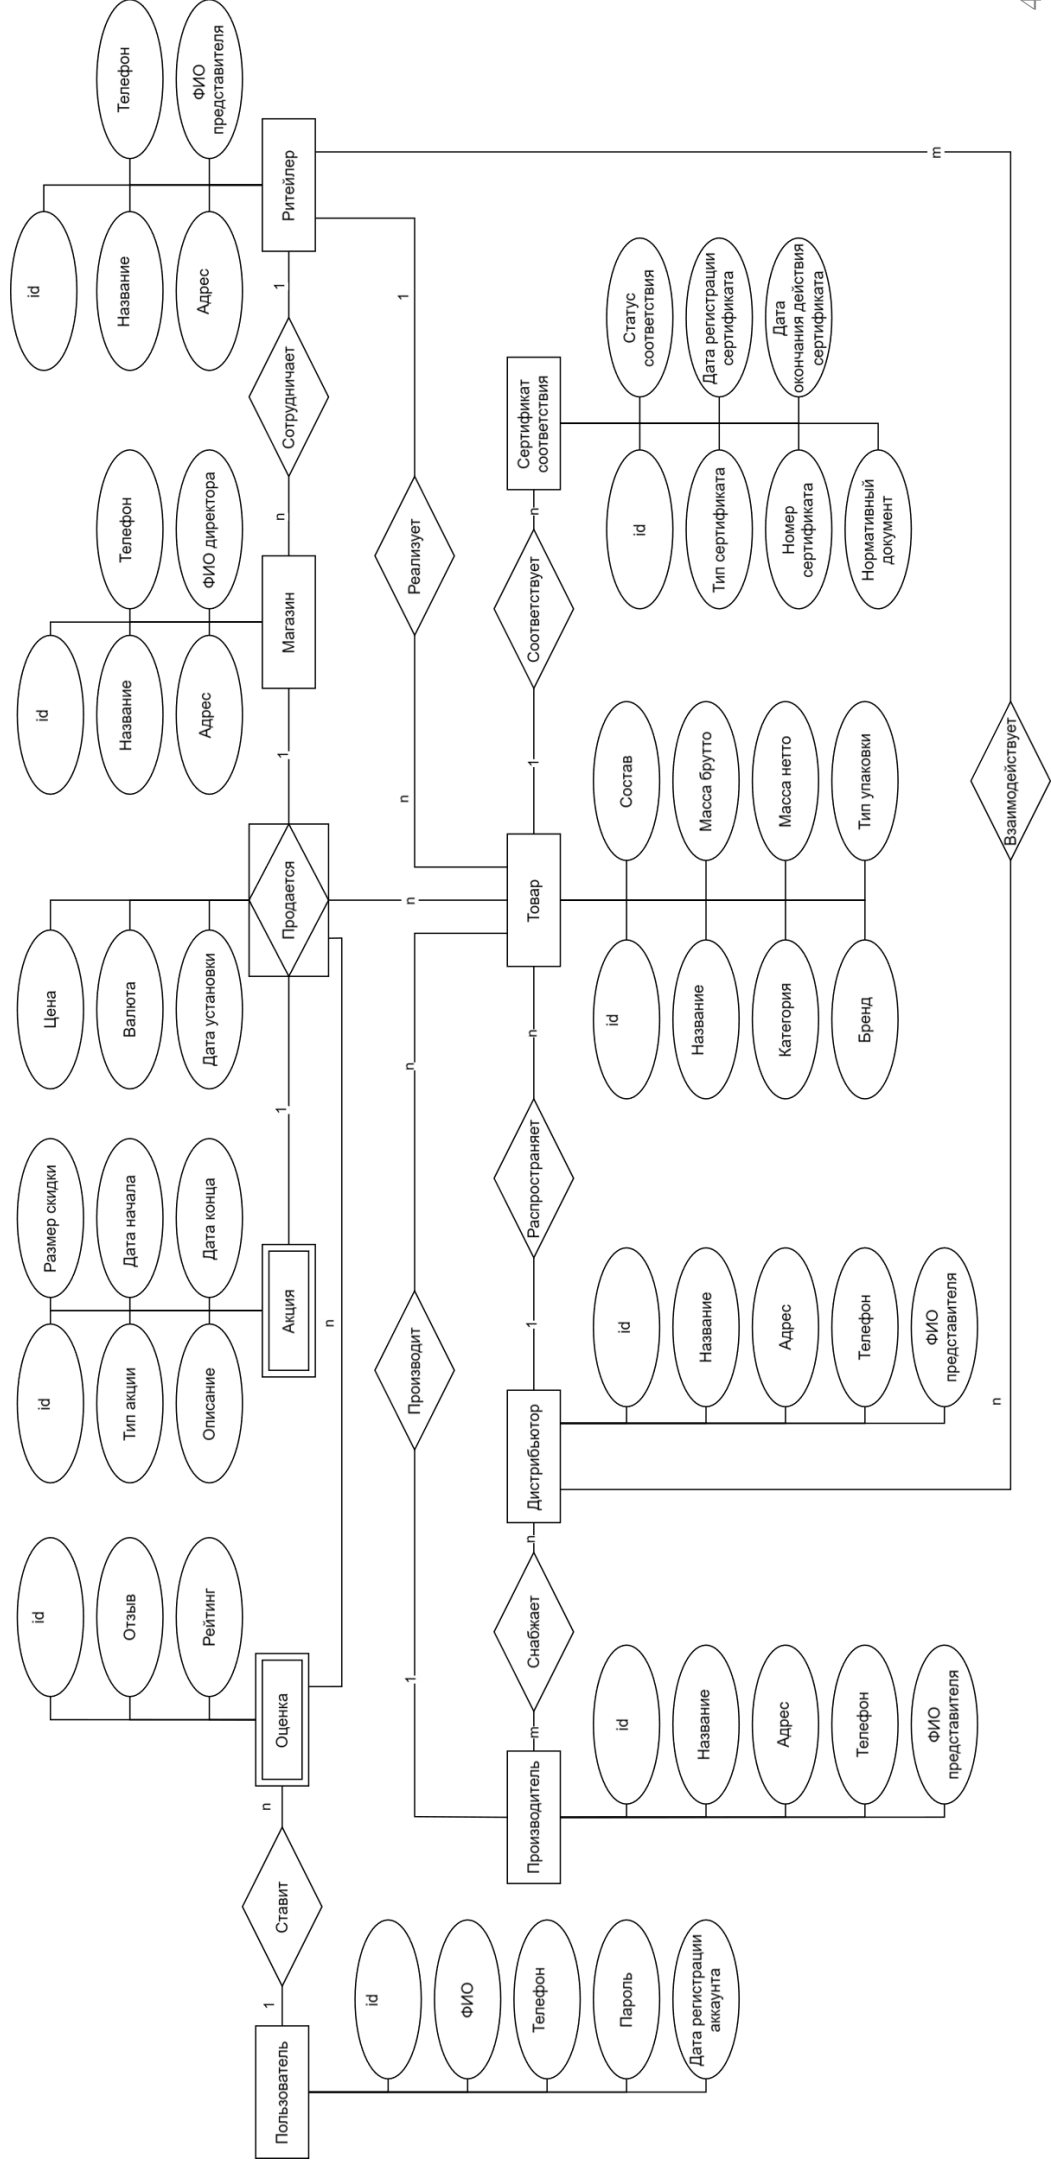 id
Отзыв
Рейтинг
Оценка
n
Ставит
1
Пользователь
id
ФИО
Телефон
Пароль
Дата регистрации
аккаунта
id
Размер скидки
Тип акции
Дата начала
Описание
Дата конца
Акция
1
n
Цена
Валюта
Дата установки
Продается
1
n
id
Название
Телефон
Адрес
ФИО директора
Магазин
n
Сотрудничает
1
id
Название
Телефон
Адрес
ФИО
представителя
Ритейлер
1
Производит
n
n
Реализует
1
Производитель
m
Снабжает
n
Дистрибьютор
1
Распространяет
n
Товар
1
Соответствует
n
Сертификат
соответствия
id
Название
Адрес
Телефон
ФИО
представителя
id
Название
Адрес
Телефон
ФИО
представителя
id
Состав
Название
Масса брутто
Категория
Масса нетто
Бренд
Тип упаковки
id
Статус
соответствия
Тип сертификата
Дата регистрации
сертификата
Номер
сертификата
Дата
окончания действия
сертификата
Нормативный
документ
n
Взаимодействует
m
4